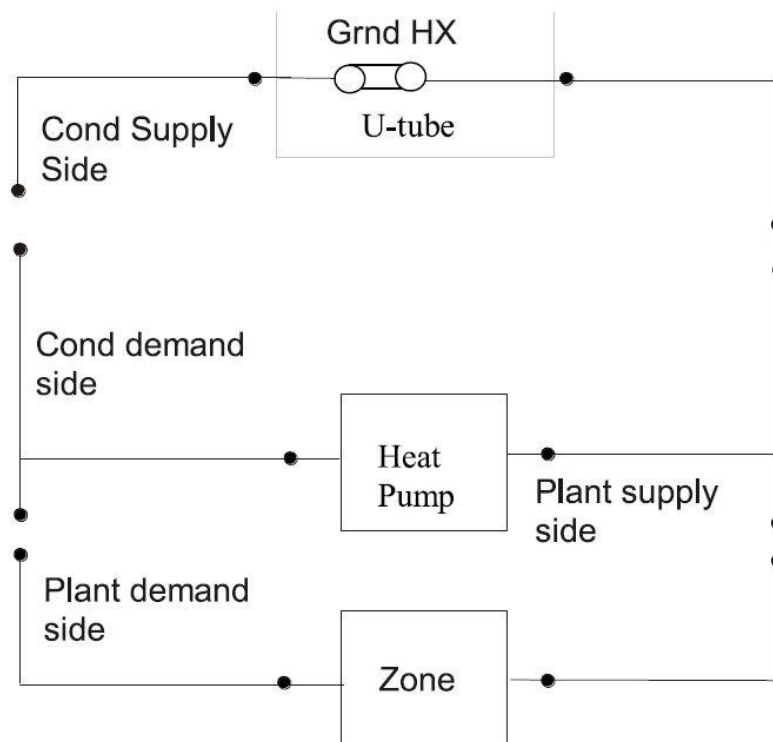 Grnd HX
U-tube
Cond Supply
Side
Cond demand
side
Heat
Pump
Plant supply
side
Plant demand
side
Zone